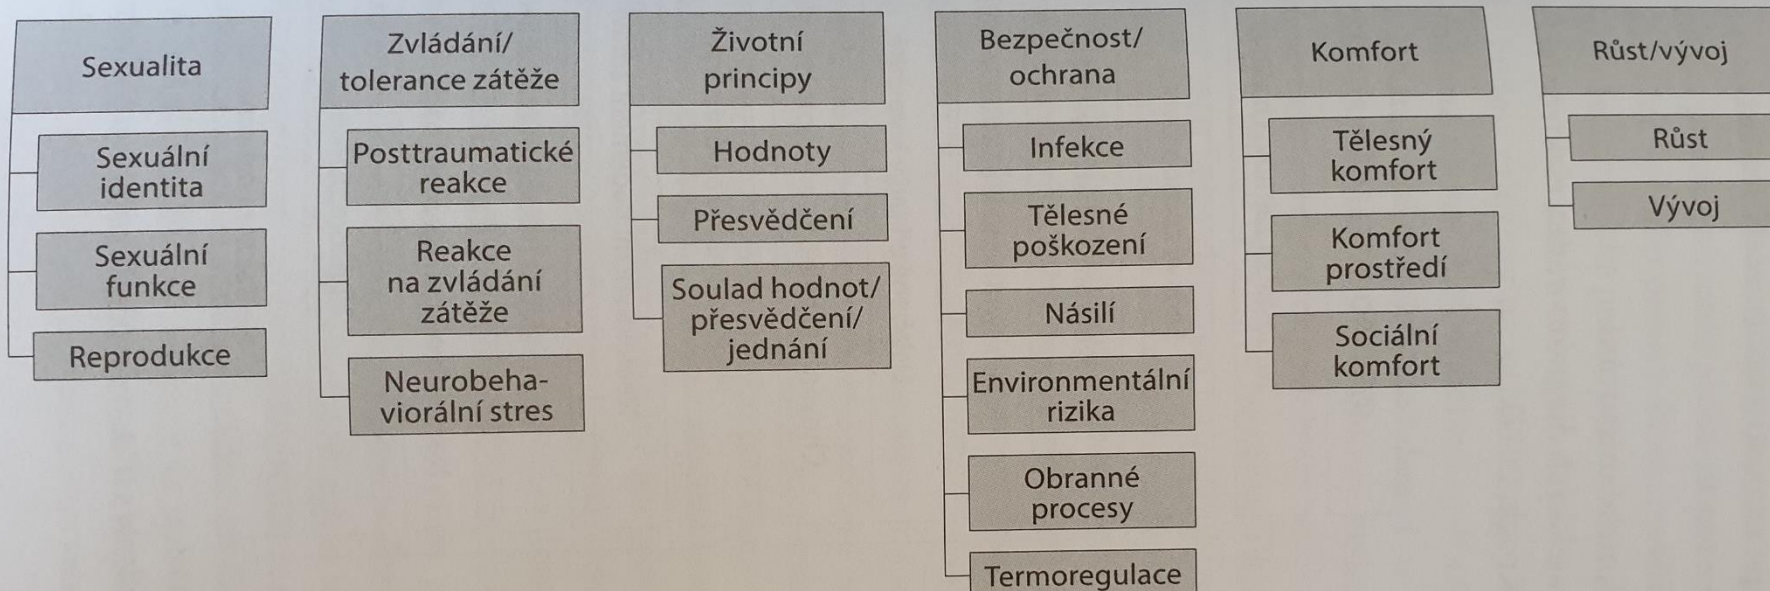 Sexualita
Sexuální
identita
Sexuální
funkce
Reprodukce
Zvládání/
tolerance zátěže
Posttraumatické
reakce
Reakce
na zvládání
zátěže
Neurobeha-
viorální stres
Životní
principy
Hodnoty
Přesvědčení
Soulad hodnot/
přesvědčení/
jednání
Bezpečnost/
ochrana
Infekce
Tělesné
poškození
Násilí
Environmentální
rizika
Obranné
procesy
Termoregulace
Komfort
Tělesný
komfort
Komfort
prostředí
Sociální
komfort
Růst/vývoj
Růst
Vývoj